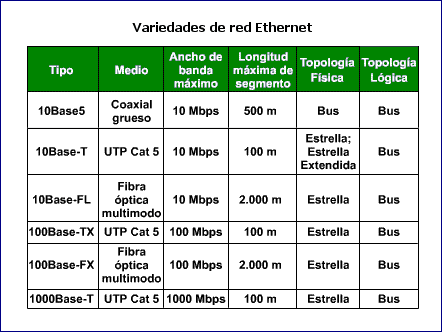 Variedades de red Ethernet
Tipo Medio Ancho de banda máximo Longitud máxima de segmento Topología Física Topología Lógica
10Base5 Coaxial grueso 10 Mbps 500 m Bus Bus
10Base-T UTP Cat 5 10 Mbps 100 m Estrella; Estrella Extendida Bus
10Base-FL Fibra óptica multimodo 10 Mbps 2.000 m Estrella Bus
100Base-TX UTP Cat 5 100 Mbps 100 m Estrella Bus
100Base-FX Fibra óptica multimodo 100 Mbps 2.000 m Estrella Bus
1000Base-T UTP Cat 5 1000 Mbps 100 m Estrella Bus